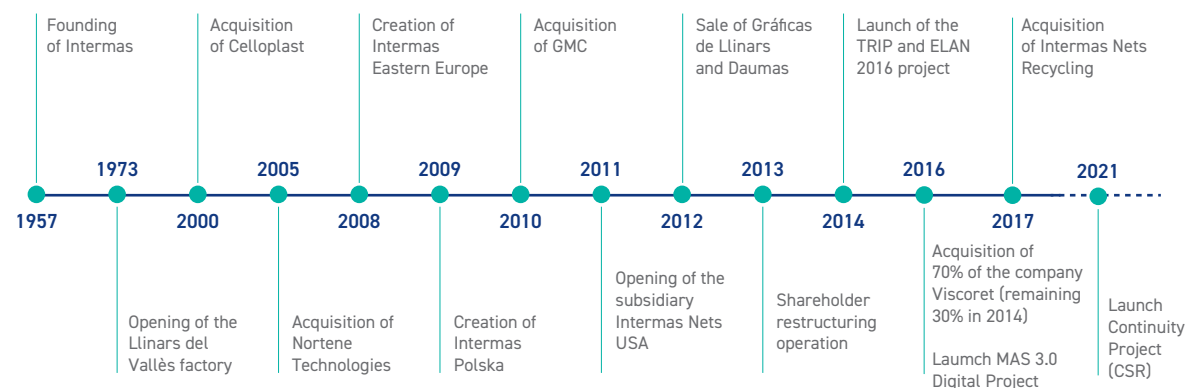 Founding
of Intermas
Acquisition
of Celloplast
Creation of
Intermas
Eastern Europe
Acquisition
of GMC
Sale of Gráficas
de Llinars
and Daumas
Launch of the
TRIP and ELAN
2016 project
Acquisition
of Intermas Nets
Recycling
1973
2005
2009
2011
2013
2016
2021
1957
2000
2008
2010
2012
2014
2017
Opening of the
Llinars del
Vallès factory
Acquisition of
Nortene
Technologies
Creation of
Intermas
Polska
Opening of the
subsidiary
Intermas Nets
USA
Shareholder
restructuring
operation
Acquisition of
70% of the company
Viscoret (remaining
30% in 2014)
Laumch MAS 3.0
Digital Project
Launch
Continuity
Project
(CSR)